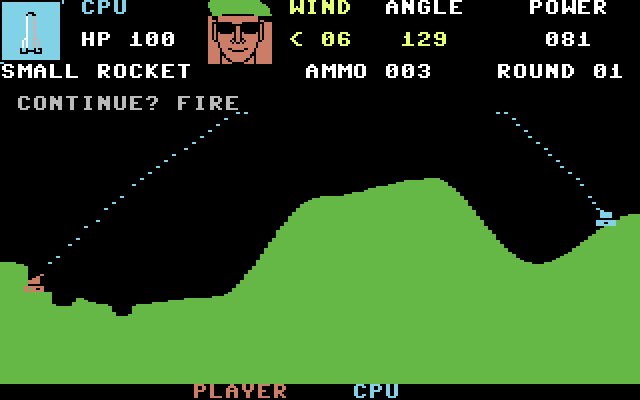 CPU WIND ANGLE POWER
HP 100 < 06 129 081
SMALL ROCKET AMMO 003 ROUND 01
CONTINUE? FIRE
PLAYER CPU